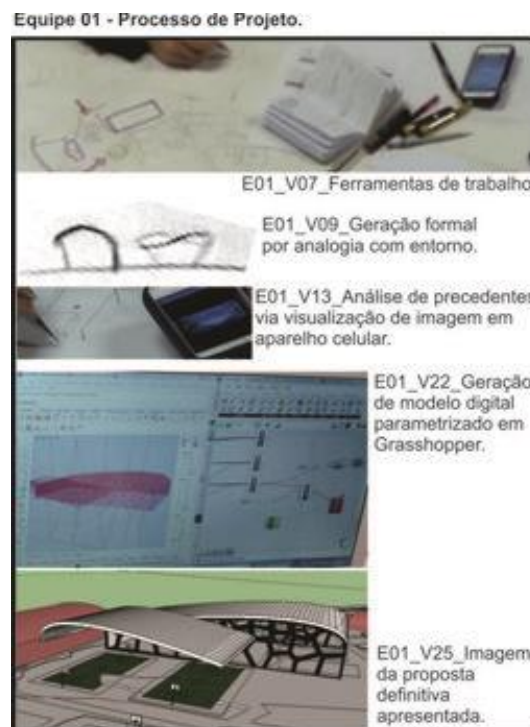 Equipe 01 - Processo de Projeto.
E01_V07_Ferramentas de trabalho
E01_V09_Geração formal
por analogia com entorno.
E01_V13_Análise de precedentes
via visualização de imagem em
aparelho celular.
E01_V22_Geração
de modelo digital
parametrizado em
Grasshopper.
E01_V25_Imagem
da proposta
definitiva
apresentada.